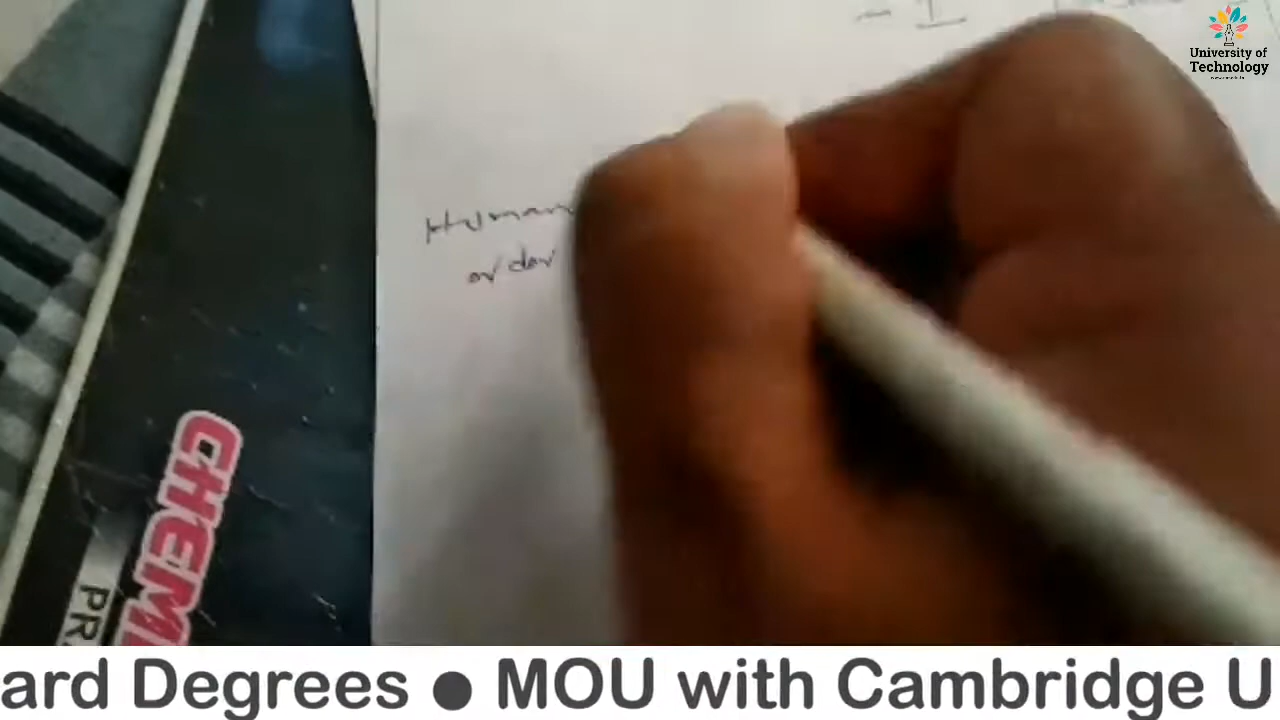 - I
University of
Technology
Human
order
CHEM
PR
ard Degrees ● MOU with Cambridge U